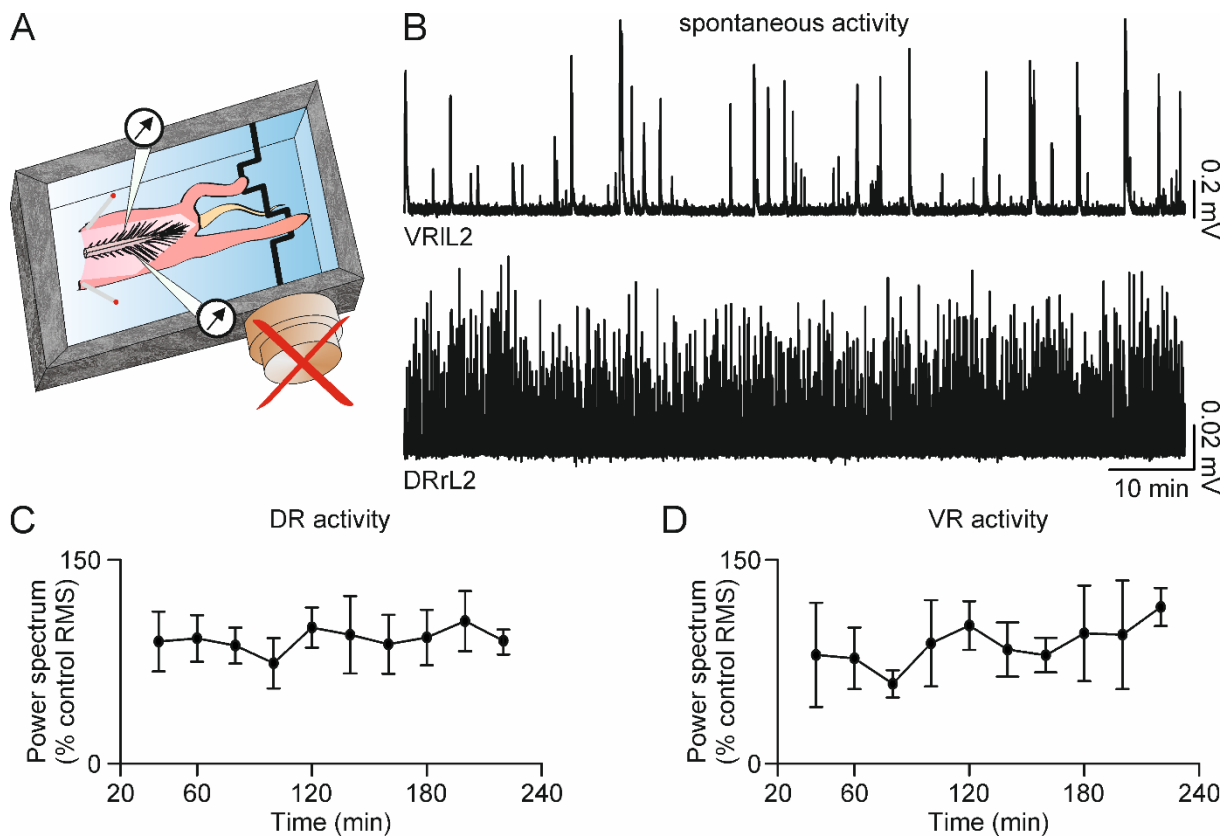 A
B
spontaneous activity
0.2 mV
VRlL2
0.02 mV
DRrL2
10 min
C
DR activity
Power spectrum
(% control RMS)
150
0
20 60 120 180 240
Time (min)
D
VR activity
Power spectrum
(% control RMS)
150
0
20 60 120 180 240
Time (min)